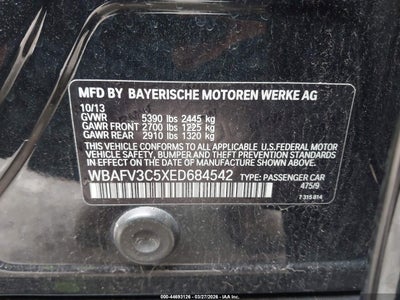 MFD BY BAYERISCHE MOTOREN WERKE AG
10/13
GVWR 5390 lbs 2445 kg
GAWR FRONT 2700 lbs 1225 kg
GAWR REAR 2910 lbs 1320 kg
THIS VEHICLE CONFORMS TO ALL APPLICABLE U.S.FEDERAL MOTOR
VEHICLE SAFETY, BUMPER AND THEFT PREVENTION STANDARDS
IN EFFECT ON THE DATE OF MANUFACTURE SHOWN ABOVE.
WBAFV3C5XED684542 TYPE: PASSENGER CAR
475/9
7 315 814
000-44693126 - 03/27/2026 - IAA